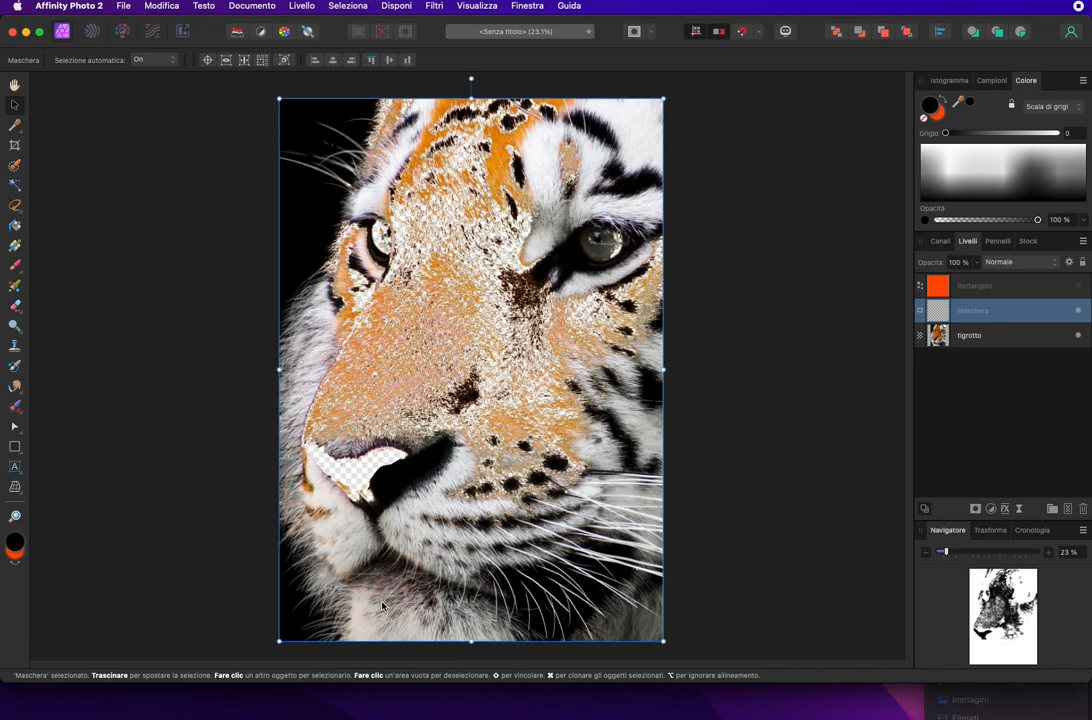 Affinity Photo 2 File Modifica Testo Documento Livello Seleziona Disponi Filtri Visualizza Finestra Guida
<Senza titolo> (23.1%)
Maschera Selezione automatica: On
Istogramma Campioni Colore
Scala di grigi
Grigio 0
Opacità
100 %
Canali Livelli Pennelli Stock
Opacità: 100 % Normale
Rettangolo
Maschera
tigrotto
Navigatore Trasforma Cronologia
23 %
'Maschera' selezionato. Trascinare per spostare la selezione. Fare clic un altro oggetto per selezionarlo. Fare clic un'area vuota per deselezionare. ⇧ per vincolare. ⌘ per clonare gli oggetti selezionati. ⌥ per ignorare allineamento.
Immagini
Filmati